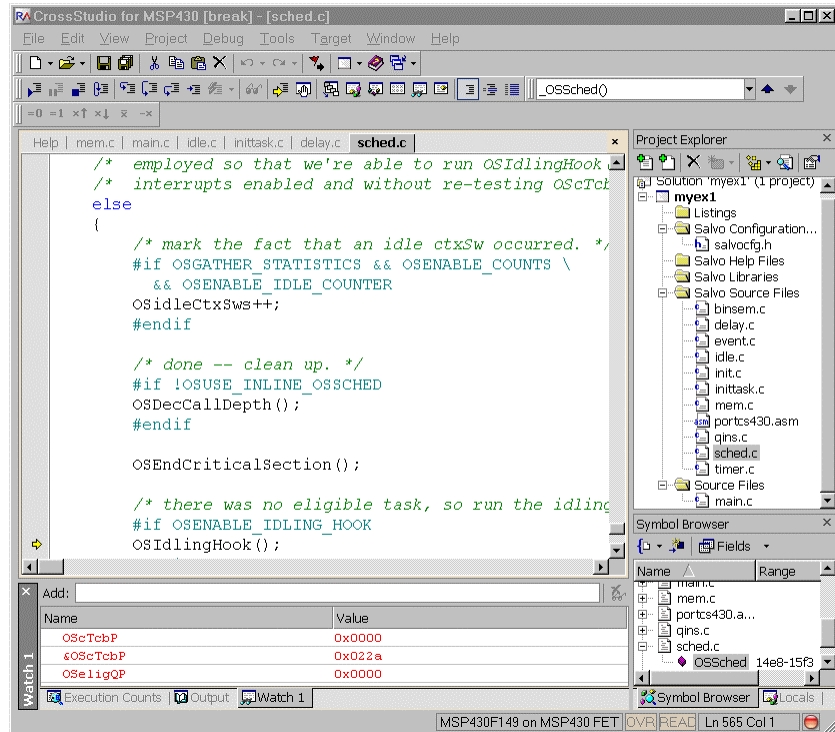 CrossStudio for MSP430 [break] - [sched.c]
File Edit View Project Debug Tools Target Window Help
_OSSched()
=0 =1 x↑ x↓ x̄ -x
Help | mem.c | main.c | idle.c | inittask.c | delay.c | sched.c
/* employed so that we're able to run OSIdlingHook
/* interrupts enabled and without re-testing OScTcb
else
{
/* mark the fact that an idle ctxSw occurred. */
#if OSGATHER_STATISTICS && OSENABLE_COUNTS \
&& OSENABLE_IDLE_COUNTER
OSidleCtxSws++;
#endif
/* done -- clean up. */
#if !OSUSE_INLINE_OSSCHED
OSDecCallDepth();
#endif
OSEndCriticalSection();
/* there was no eligible task, so run the idling
#if OSENABLE_IDLING_HOOK
OSIdlingHook();
Project Explorer
Solution 'myex1' (1 project)
myex1
Listings
Salvo Configuration...
salvocfg.h
Salvo Help Files
Salvo Libraries
Salvo Source Files
binsem.c
delay.c
event.c
idle.c
init.c
inittask.c
mem.c
portcs430.asm
qins.c
sched.c
timer.c
Source Files
main.c
Symbol Browser
Fields
Name Range
main.c
mem.c
portcs430.a...
qins.c
sched.c
OSSched 14e8-15f3
Symbol Browser Locals
Watch 1
Add:
Name Value
OScTcbP 0x0000
&OScTcbP 0x022a
OSeligQP 0x0000
Execution Counts Output Watch 1
MSP430F149 on MSP430 FET OVR READ Ln 565 Col 1